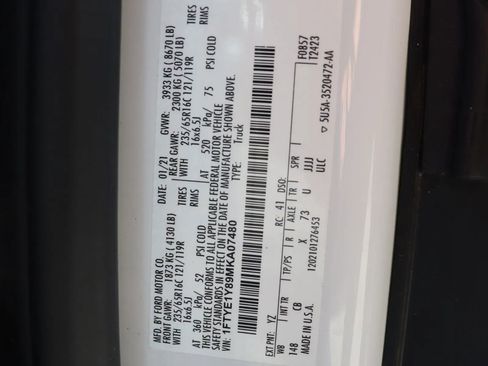 MFD. BY FORD MOTOR CO.
DATE: 01/21 GVWR: 3933 KG ( 8670 LB)
FRONT GAWR: 1873 KG ( 4130 LB) REAR GAWR: 2300 KG ( 5070 LB)
WITH 235/65R16C 121/119R TIRES WITH 235/65R16C 121/119R TIRES
16x6.5J RIMS 16x6.5J RIMS
AT 360 kPa/ 52 PSI COLD AT 520 kPa/ 75 PSI COLD
THIS VEHICLE CONFORMS TO ALL APPLICABLE FEDERAL MOTOR VEHICLE
SAFETY STANDARDS IN EFFECT ON THE DATE OF MANUFACTURE SHOWN ABOVE.
VIN: 1FTYE1Y89MKA07480 TYPE: Truck
F0857
T2423
EXT PNT: YZ RC: 41 DSO:
WB INT TR TP/PS R AXLE TR SPR
148 CB X 73 U JJJJ
MADE IN U.S.A. 1202101276453 ULC
5U5A-3520472-AA